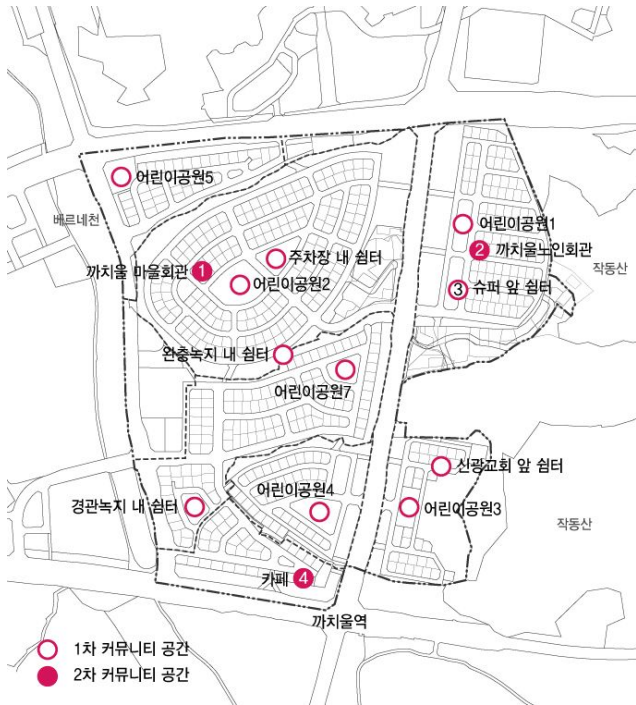 어린이공원5
베르네천
어린이공원1
주차장 내 쉼터
까치울 마을회관 1
2 까치울노인회관
작동산
어린이공원2
3 슈퍼 앞 쉼터
완충녹지 내 쉼터
어린이공원7
신광교회 앞 쉼터
경관녹지 내 쉼터
어린이공원4
어린이공원3
작동산
카페 4
까치울역
1차 커뮤니티 공간
2차 커뮤니티 공간